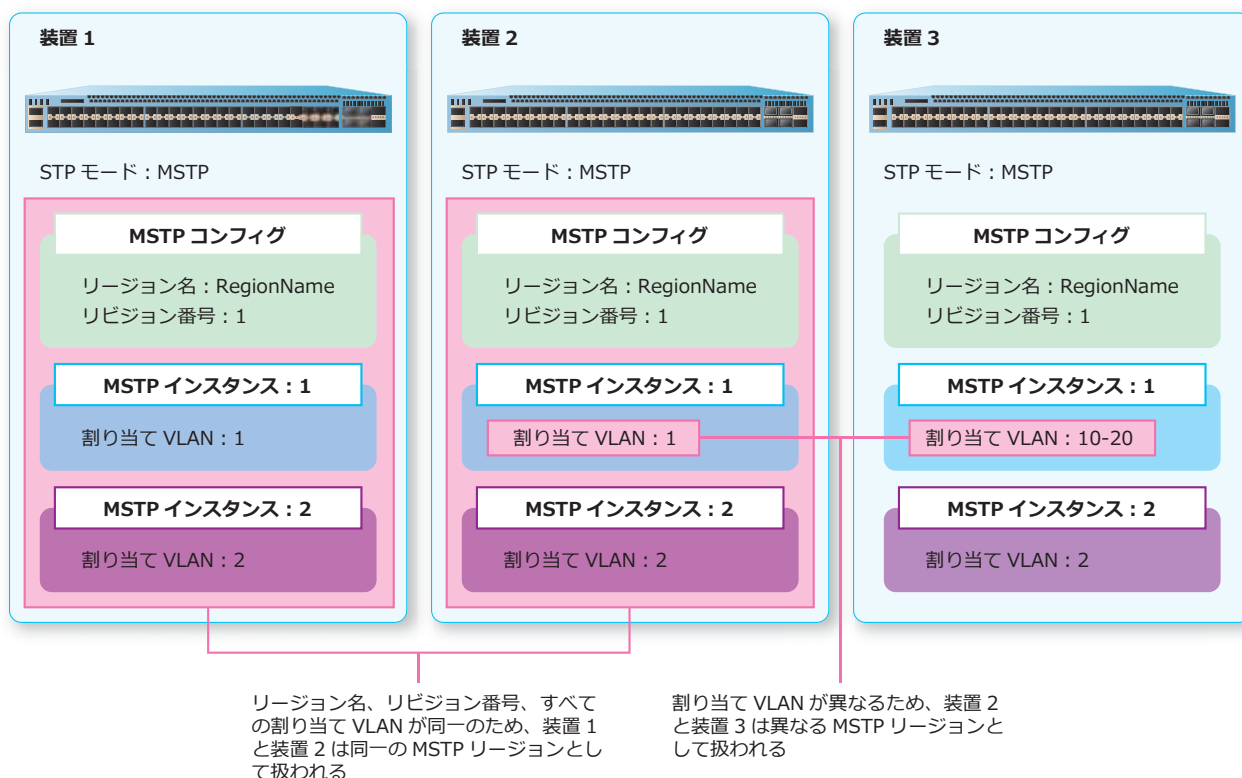 装置 1
STP モード : MSTP
MSTP コンフィグ
リージョン名 : RegionName
リビジョン番号 : 1
MSTP インスタンス : 1
割り当て VLAN : 1
MSTP インスタンス : 2
割り当て VLAN : 2
装置 2
STP モード : MSTP
MSTP コンフィグ
リージョン名 : RegionName
リビジョン番号 : 1
MSTP インスタンス : 1
割り当て VLAN : 1
MSTP インスタンス : 2
割り当て VLAN : 2
装置 3
STP モード : MSTP
MSTP コンフィグ
リージョン名 : RegionName
リビジョン番号 : 1
MSTP インスタンス : 1
割り当て VLAN : 10-20
MSTP インスタンス : 2
割り当て VLAN : 2
リージョン名、リビジョン番号、すべて
の割り当て VLAN が同一のため、装置 1
と装置 2 は同一の MSTP リージョンとし
て扱われる
割り当て VLAN が異なるため、装置 2
と装置 3 は異なる MSTP リージョンと
して扱われる